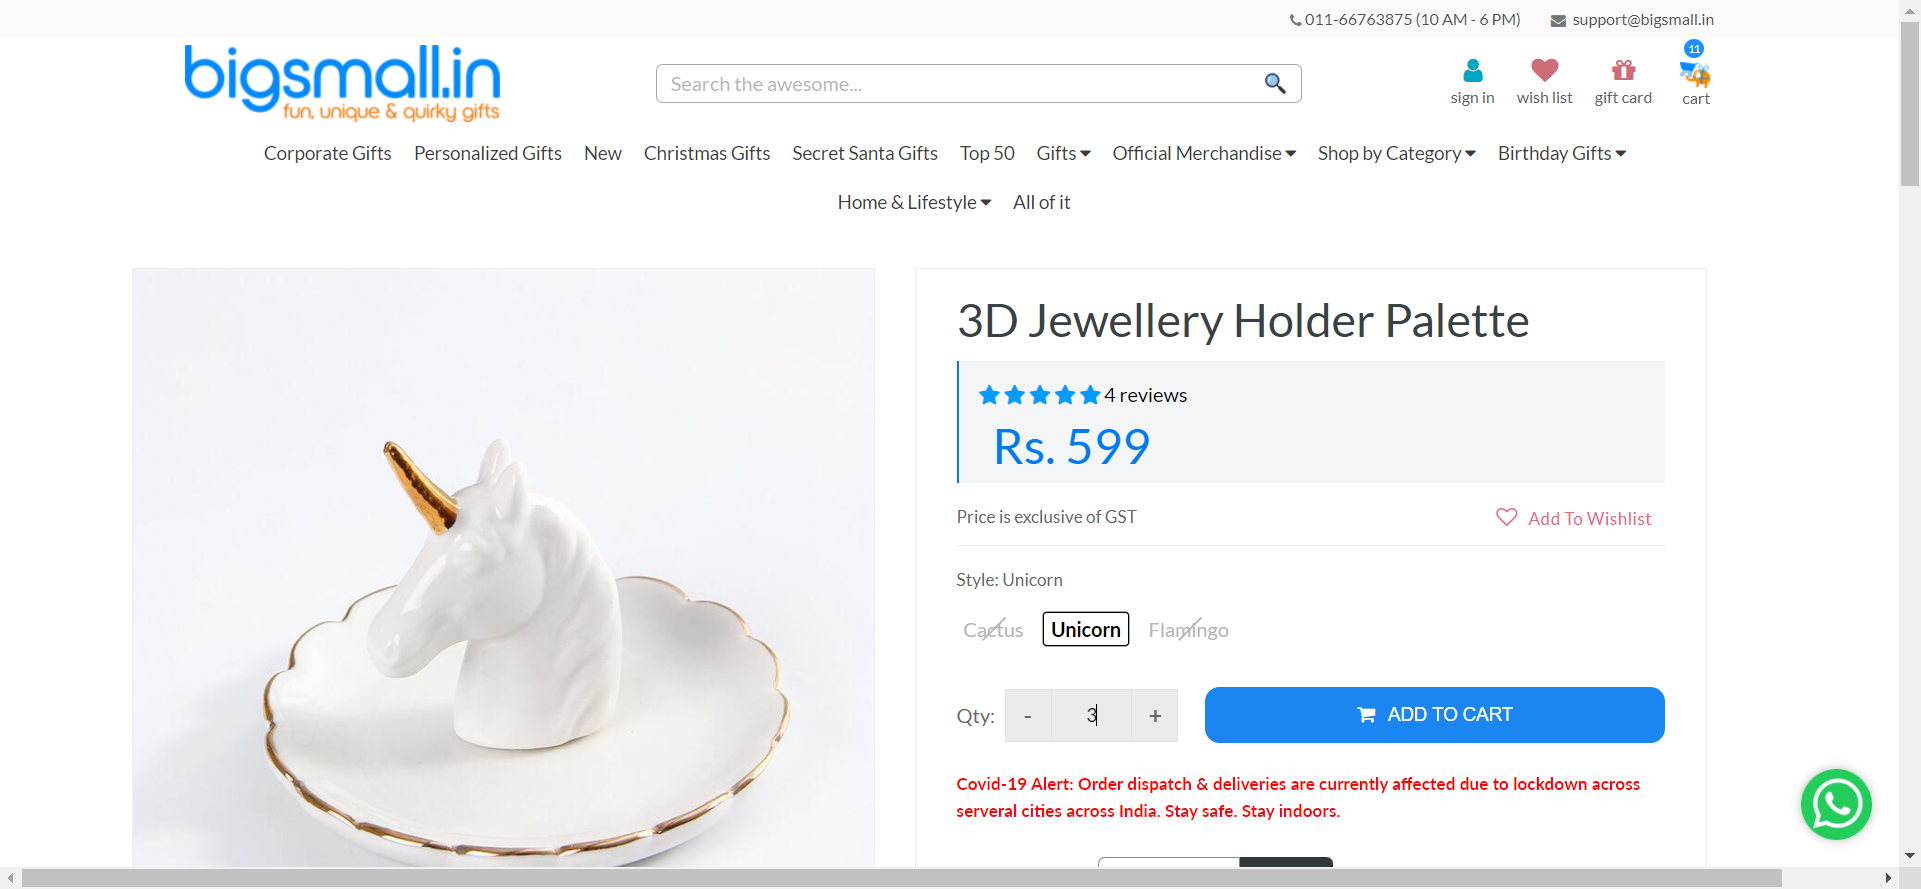 011-66763875 (10 AM - 6 PM) support@bigsmall.in
bigsmall.in
fun, unique & quirky gifts
Search the awesome...
11
sign in wish list gift card cart
Corporate Gifts Personalized Gifts New Christmas Gifts Secret Santa Gifts Top 50 Gifts Official Merchandise Shop by Category Birthday Gifts
Home & Lifestyle All of it
3D Jewellery Holder Palette
4 reviews
Rs. 599
Price is exclusive of GST Add To Wishlist
Style: Unicorn
Cactus Unicorn Flamingo
Qty: - 3 + ADD TO CART
Covid-19 Alert: Order dispatch & deliveries are currently affected due to lockdown across
serveral cities across India. Stay safe. Stay indoors.